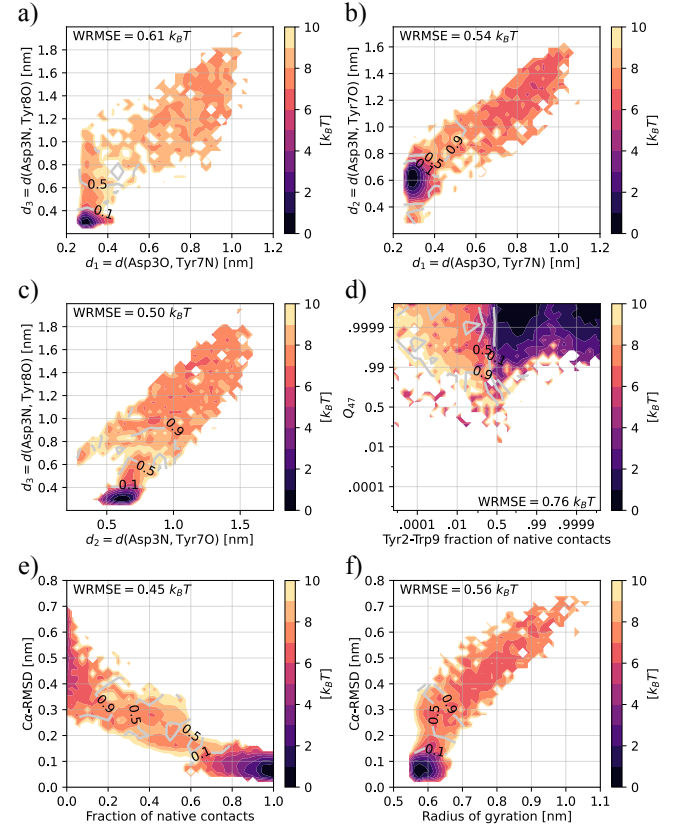 a)
WRMSE = 0.61 kBT
1.8
1.6
1.4
1.2
1.0
0.8
0.6
0.4
d3 = d(Asp3N, Tyr8O) [nm]
0.5
0.1
0.2 0.4 0.6 0.8 1.0 1.2
d1 = d(Asp3O, Tyr7N) [nm]
10
8
6
4
2
0
[kBT]
b)
WRMSE = 0.54 kBT
1.6
1.4
1.2
1.0
0.8
0.6
0.4
0.2
d2 = d(Asp3N, Tyr7O) [nm]
0.9
0.5
0.1
0.2 0.4 0.6 0.8 1.0 1.2
d1 = d(Asp3O, Tyr7N) [nm]
10
8
6
4
2
0
[kBT]
c)
WRMSE = 0.50 kBT
1.8
1.6
1.4
1.2
1.0
0.8
0.6
0.4
d3 = d(Asp3N, Tyr8O) [nm]
0.9
0.5
0.1
0.5 1.0 1.5
d2 = d(Asp3N, Tyr7O) [nm]
10
8
6
4
2
0
[kBT]
d)
.9999
.99
0.5
.01
.0001
Q47
0.5
0.1
0.9
WRMSE = 0.76 kBT
.0001 .01 0.5 .99 .9999
Tyr2-Trp9 fraction of native contacts
10
8
6
4
2
0
[kBT]
e)
WRMSE = 0.45 kBT
0.8
0.7
0.6
0.5
0.4
0.3
0.2
0.1
0.0
Cα-RMSD [nm]
0.9
0.5
0.5
0.1
0.0 0.2 0.4 0.6 0.8 1.0
Fraction of native contacts
10
8
6
4
2
0
[kBT]
f)
WRMSE = 0.56 kBT
0.8
0.7
0.6
0.5
0.4
0.3
0.2
0.1
0.0
Cα-RMSD [nm]
0.9
0.5
0.1
0.5 0.6 0.7 0.8 0.9 1.0 1.1
Radius of gyration [nm]
10
8
6
4
2
0
[kBT]